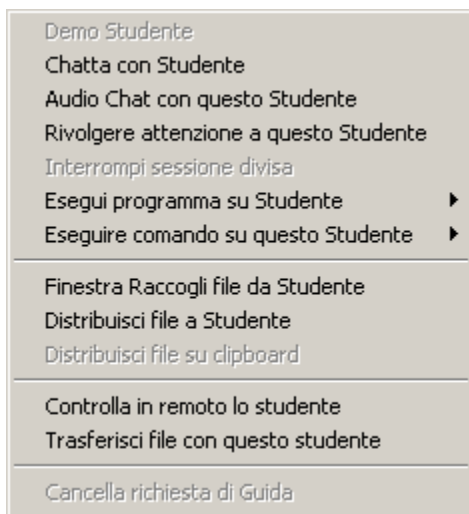 Demo Studente
Chatta con Studente
Audio Chat con questo Studente
Rivolgere attenzione a questo Studente
Interrompi sessione divisa
Esegui programma su Studente
Eseguire comando su questo Studente
Finestra Raccogli file da Studente
Distribuisci file a Studente
Distribuisci file su clipboard
Controlla in remoto lo studente
Trasferisci file con questo studente
Cancella richiesta di Guida